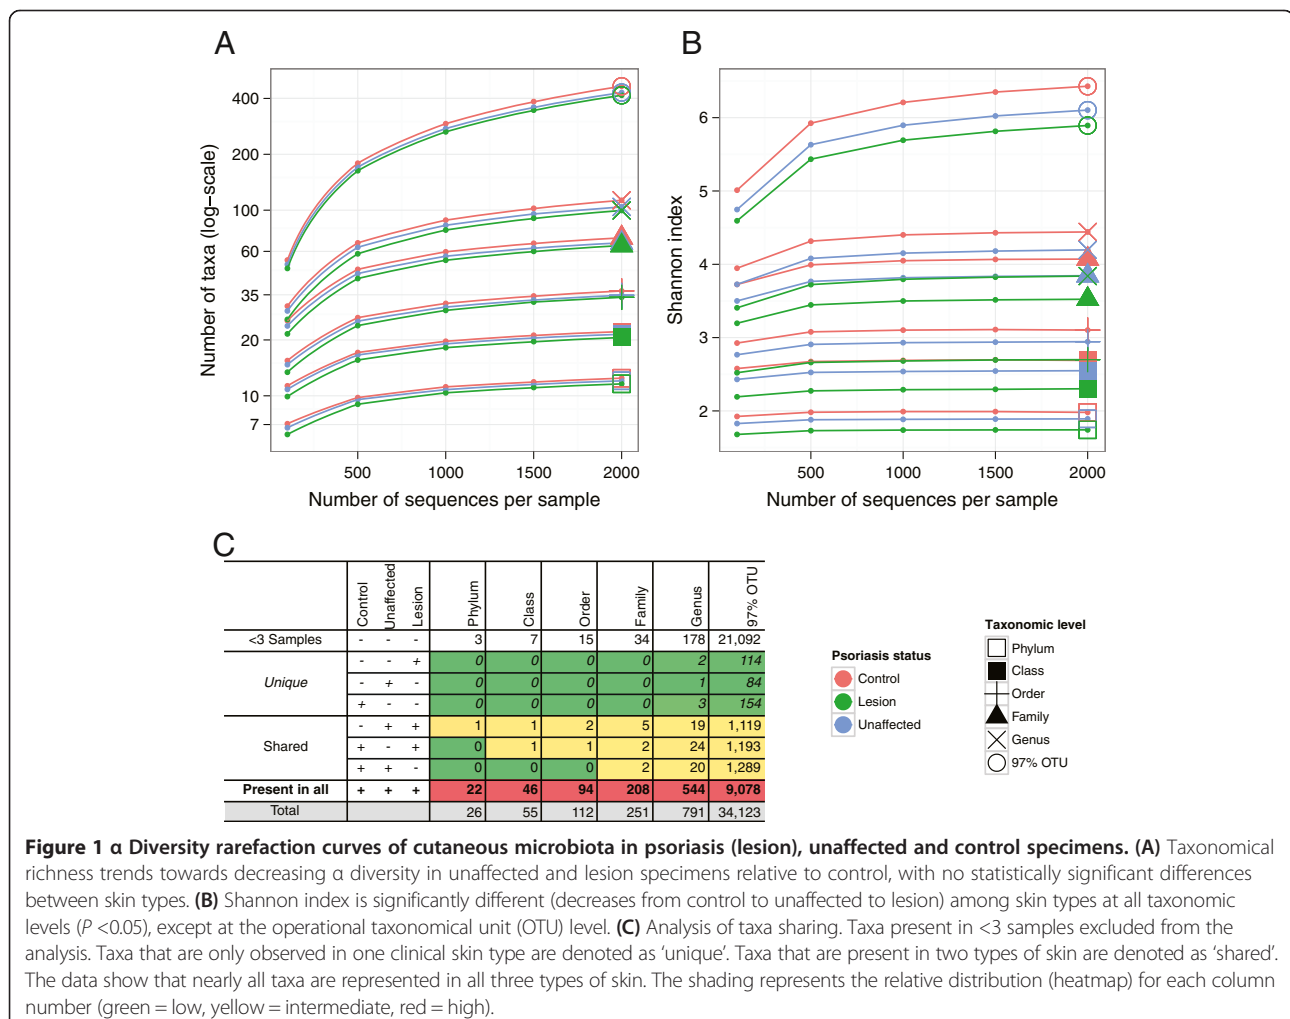 A
B
Number of taxa (log−scale)
400
200
100
60
35
20
10
7
500 1000 1500 2000
Number of sequences per sample
Shannon index
6
5
4
3
2
500 1000 1500 2000
Number of sequences per sample
C
Control Unaffected Lesion Phylum Class Order Family Genus 97% OTU
<3 Samples - - - 3 7 15 34 178 21,092
Unique - - + 0 0 0 0 2 114
- + - 0 0 0 0 1 84
+ - - 0 0 0 0 3 154
Shared - + + 1 1 2 5 19 1,119
+ - + 0 1 1 2 24 1,193
+ + - 0 0 0 2 20 1,289
Present in all + + + 22 46 94 208 544 9,078
Total 26 55 112 251 791 34,123
Psoriasis status
Control
Lesion
Unaffected
Taxonomic level
Phylum
Class
Order
Family
Genus
97% OTU
Figure 1 α Diversity rarefaction curves of cutaneous microbiota in psoriasis (lesion), unaffected and control specimens. (A) Taxonomical
richness trends towards decreasing α diversity in unaffected and lesion specimens relative to control, with no statistically significant differences
between skin types. (B) Shannon index is significantly different (decreases from control to unaffected to lesion) among skin types at all taxonomic
levels (P <0.05), except at the operational taxonomical unit (OTU) level. (C) Analysis of taxa sharing. Taxa present in <3 samples excluded from the
analysis. Taxa that are only observed in one clinical skin type are denoted as ‘unique’. Taxa that are present in two types of skin are denoted as ‘shared’.
The data show that nearly all taxa are represented in all three types of skin. The shading represents the relative distribution (heatmap) for each column
number (green = low, yellow = intermediate, red = high).